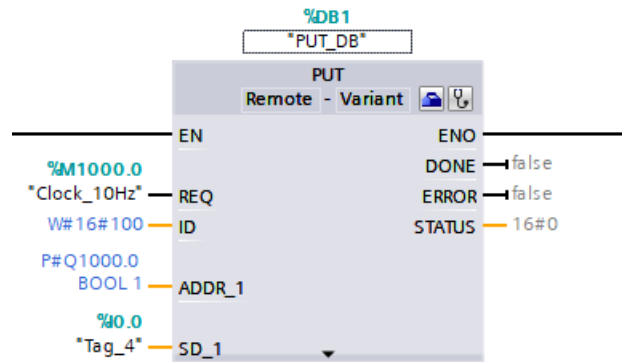 %DB1
"PUT_DB"
PUT
Remote - Variant
EN ENO
DONE false
%M1000.0
"Clock_10Hz" REQ ERROR false
W#16#100 ID STATUS 16#0
P#Q1000.0
BOOL 1 ADDR_1
%I0.0
"Tag_4" SD_1